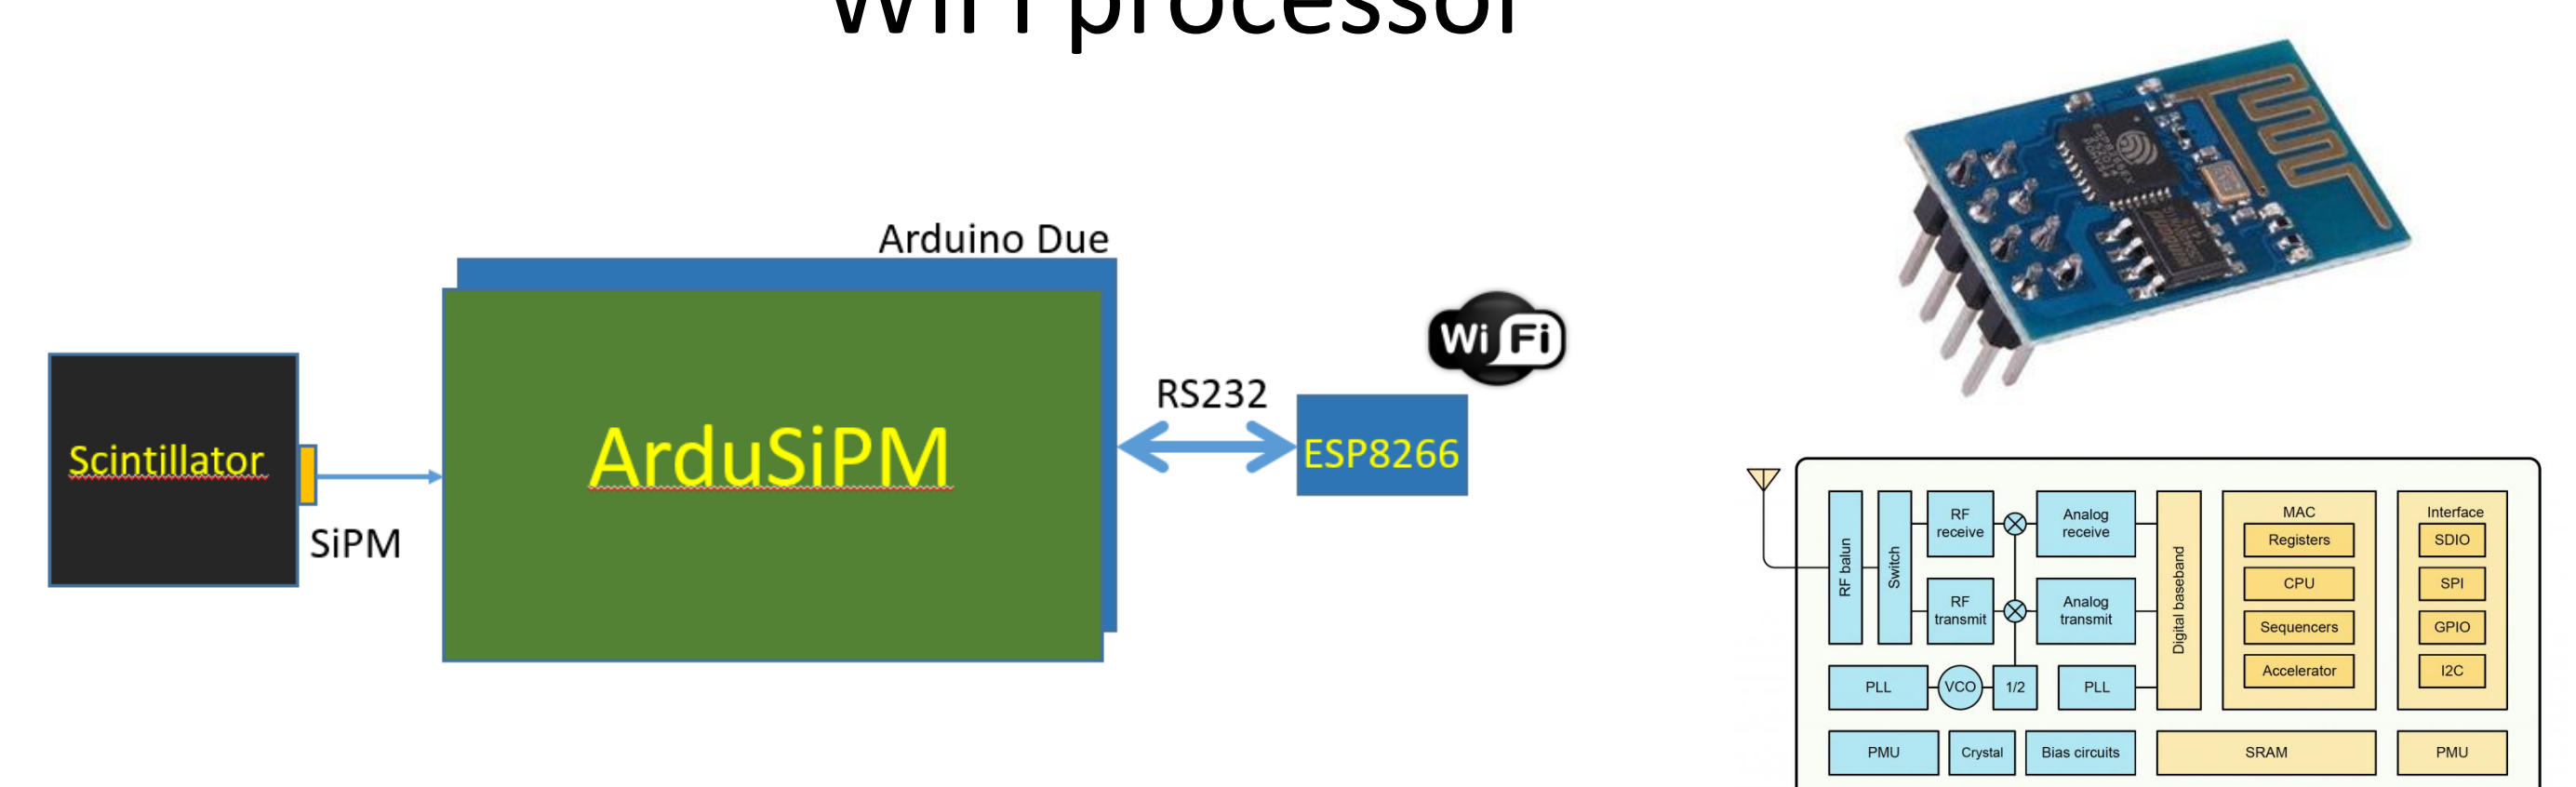 WiFi processor
Arduino Due
Scintillator
SiPM
ArduSiPM
RS232
ESP8266
Wi Fi
RF balun
Switch
RF
receive
Analog
receive
RF
transmit
Analog
transmit
PLL
VCO
1/2
PLL
Digital baseband
MAC
Registers
CPU
Sequencers
Accelerator
Interface
SDIO
SPI
GPIO
I2C
PMU
Crystal
Bias circuits
SRAM
PMU